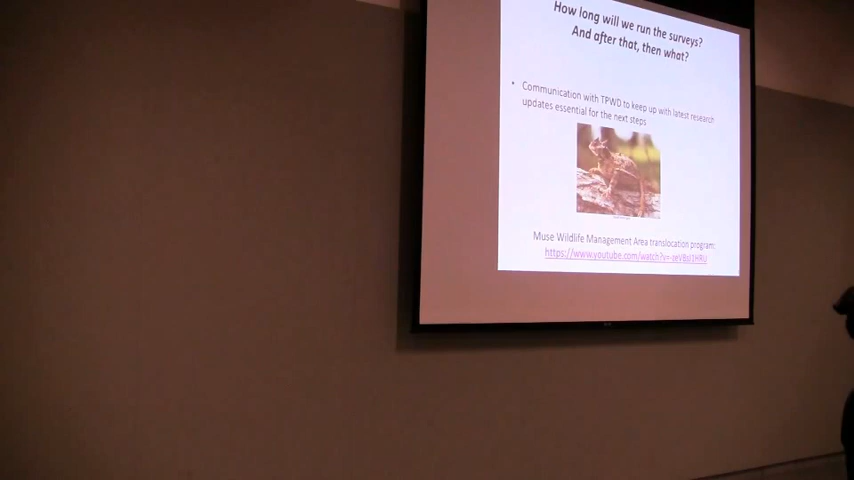 How long will we run the surveys?
And after that, then what?
• Communication with TPWD to keep up with latest research
updates essential for the next steps
Muse Wildlife Management Area translocation program: